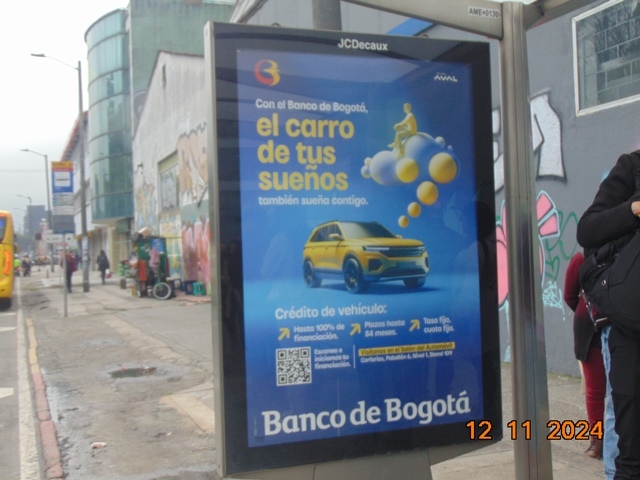 AME+0130
JCDecaux
AVAL
Con el Banco de Bogotá,
el carro
de tus
sueños
también sueña contigo.
Crédito de vehículo:
Hasta 100% de
financiación.
Plazos hasta
84 meses.
Tasa fija,
cuota fija.
Escanea e
iniciemos tu
financiación.
Visítanos en el Salón del Automóvil
Corferias, Pabellón 6, Nivel 1, Stand 109
Banco de Bogotá
12 11 2024